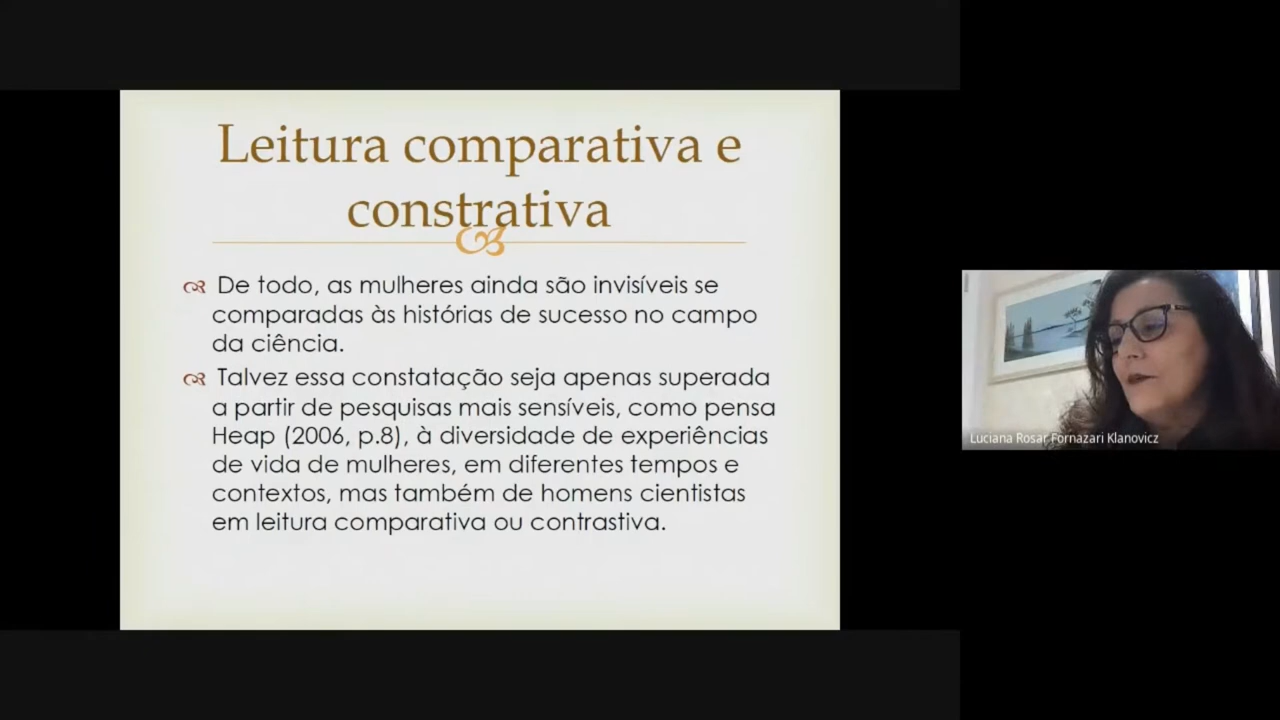 Leitura comparativa e
constrativa
De todo, as mulheres ainda são invisíveis se
comparadas às histórias de sucesso no campo
da ciência.
Talvez essa constatação seja apenas superada
a partir de pesquisas mais sensíveis, como pensa
Heap (2006, p.8), à diversidade de experiências
de vida de mulheres, em diferentes tempos e
contextos, mas também de homens cientistas
em leitura comparativa ou contrastiva.
Luciana Rosar Fornazari Klanovicz